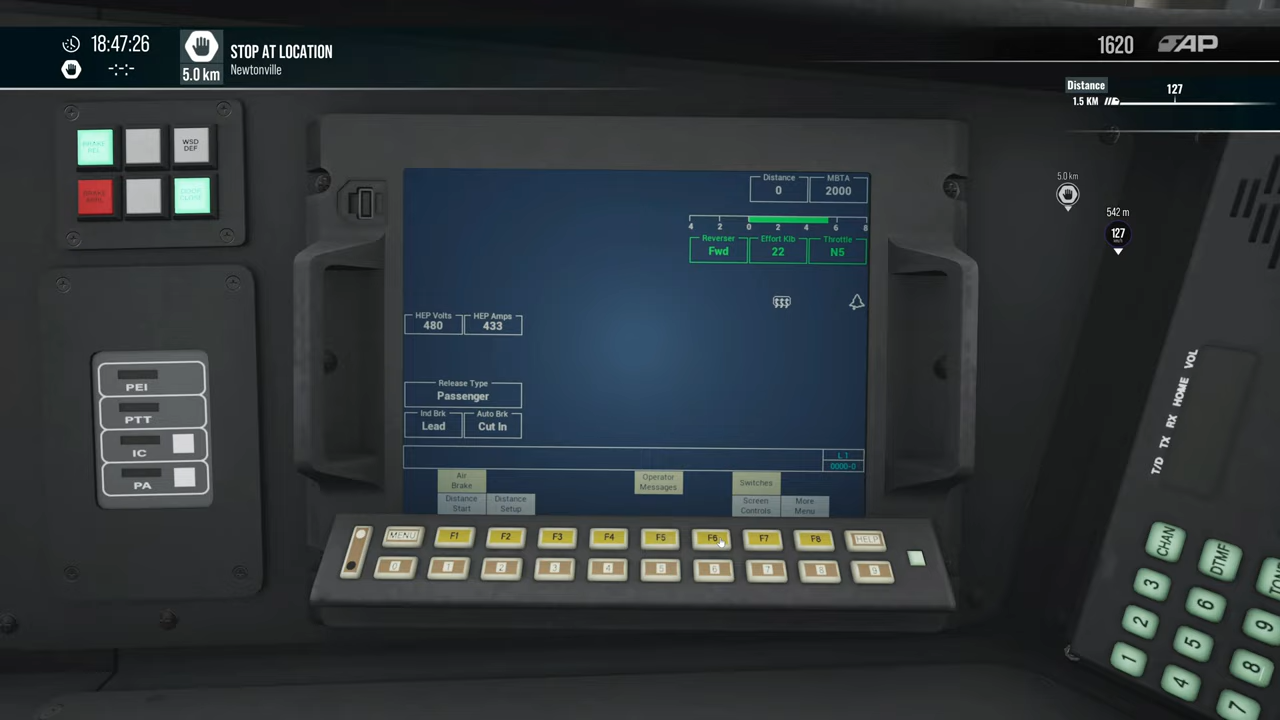 18:47:26
--:--
5.0 km
STOP AT LOCATION
Newtonville
1620
AP
Distance
1.5 KM
127
5.0 km
542 m
127
WSD
DEF
BRAKE
Distance
0
MBTA
2000
4 2 0 2 4 6 8
Reverser
Fwd
Effort Klb
22
Throttle
N5
HEP Volts
480
HEP Amps
433
Release Type
Passenger
Ind Brk
Lead
Auto Brk
Cut In
L 1
0000-0
Air
Brake
Operator
Messages
Switches
Distance
Start
Distance
Setup
Screen
Controls
More
Menu
MENU F1 F2 F3 F4 F5 F6 F7 F8 HELP
0 1 2 3 4 5 6 7 8 9
PEI
PTT
IC
PA
T/D TX RX HOME VOL
CHAN
DTMF
3 6 9
2 5 8
1 4 7